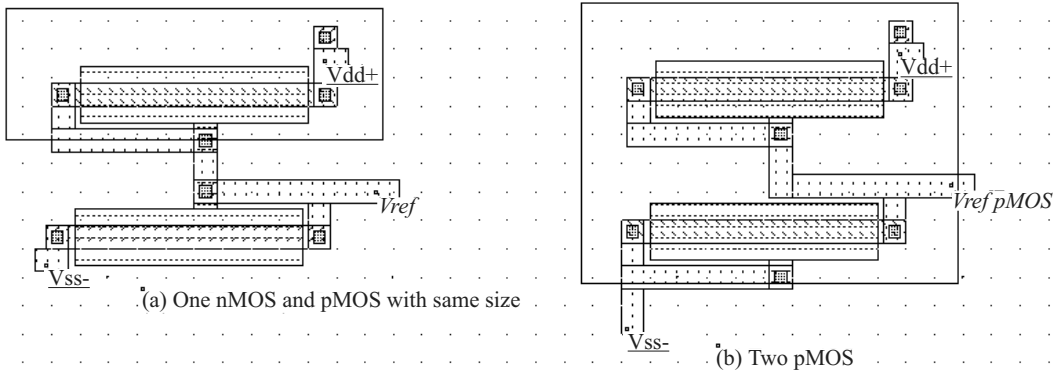 Vdd+
Vref
Vss-
(a) One nMOS and pMOS with same size
Vdd+
Vref pMOS
Vss-
(b) Two pMOS